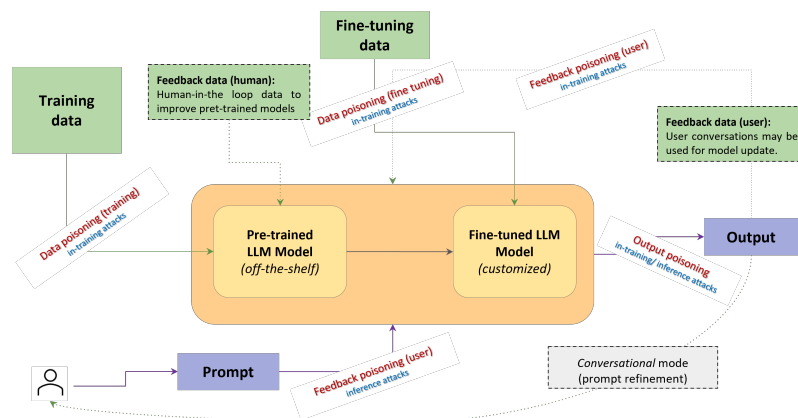 Fine-tuning
data
Training
data
Feedback data (human):
Human-in-the loop data to
improve pret-trained models
Data poisoning (fine tuning)
in-training attacks
Feedback poisoning (user)
in-training attacks
Feedback data (user):
User conversations may be
used for model update.
Data poisoning (training)
in-training attacks
Pre-trained
LLM Model
(off-the-shelf)
Fine-tuned LLM
Model
(customized)
Output poisoning
in-training/ inference attacks
Output
Prompt
Feedback poisoning (user)
inference attacks
Conversational mode
(prompt refinement)